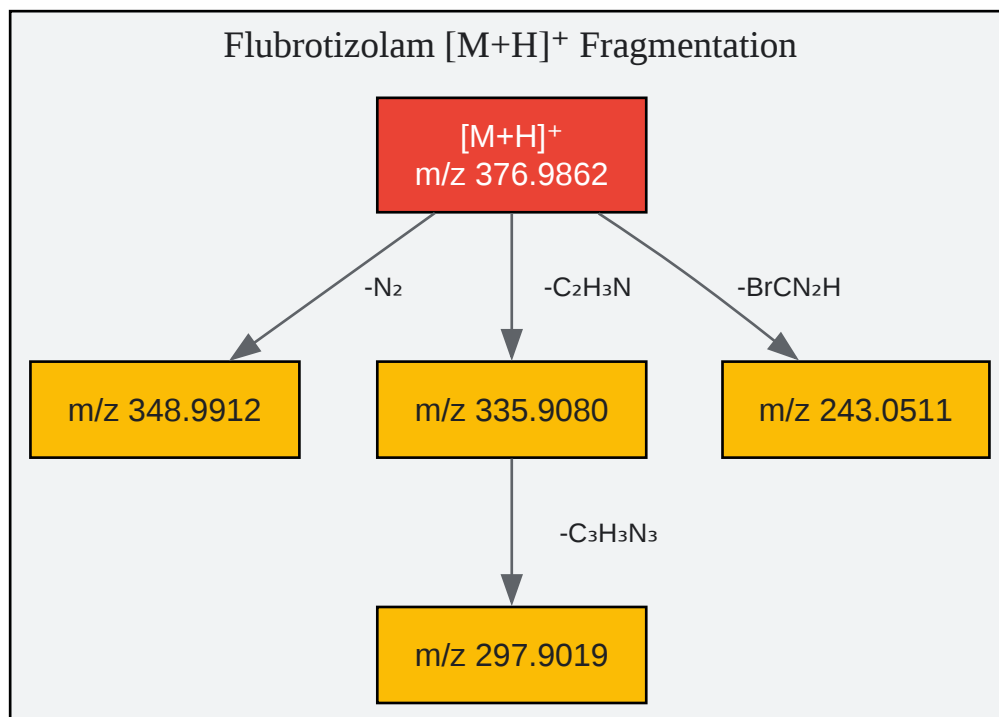 Flubrotizolam [M+H]⁺ Fragmentation
[M+H]⁺
m/z 376.9862
-N₂
-C₂H₃N
-BrCN₂H
m/z 348.9912
m/z 335.9080
m/z 243.0511
-C₃H₃N₃
m/z 297.9019